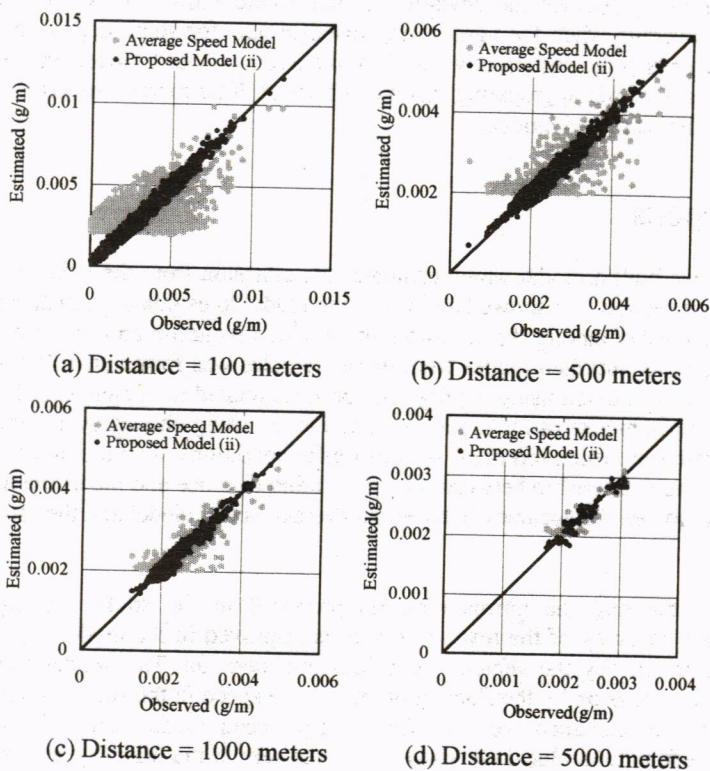 0.015
Average Speed Model
Proposed Model (ii)
0.01
0.005
0
Estimated (g/m)
0 0.005 0.01 0.015
Observed (g/m)
(a) Distance = 100 meters
0.006
Average Speed Model
Proposed Model (ii)
0.004
0.002
0
Estimated (g/m)
0 0.002 0.004 0.006
Observed (g/m)
(b) Distance = 500 meters
0.006
Average Speed Model
Proposed Model (ii)
0.004
0.002
0
Estimated (g/m)
0 0.002 0.004 0.006
Observed (g/m)
(c) Distance = 1000 meters
0.004
Average Speed Model
Proposed Model (ii)
0.003
0.002
0.001
0
Estimated(g/m)
0 0.001 0.002 0.003 0.004
Observed(g/m)
(d) Distance = 5000 meters